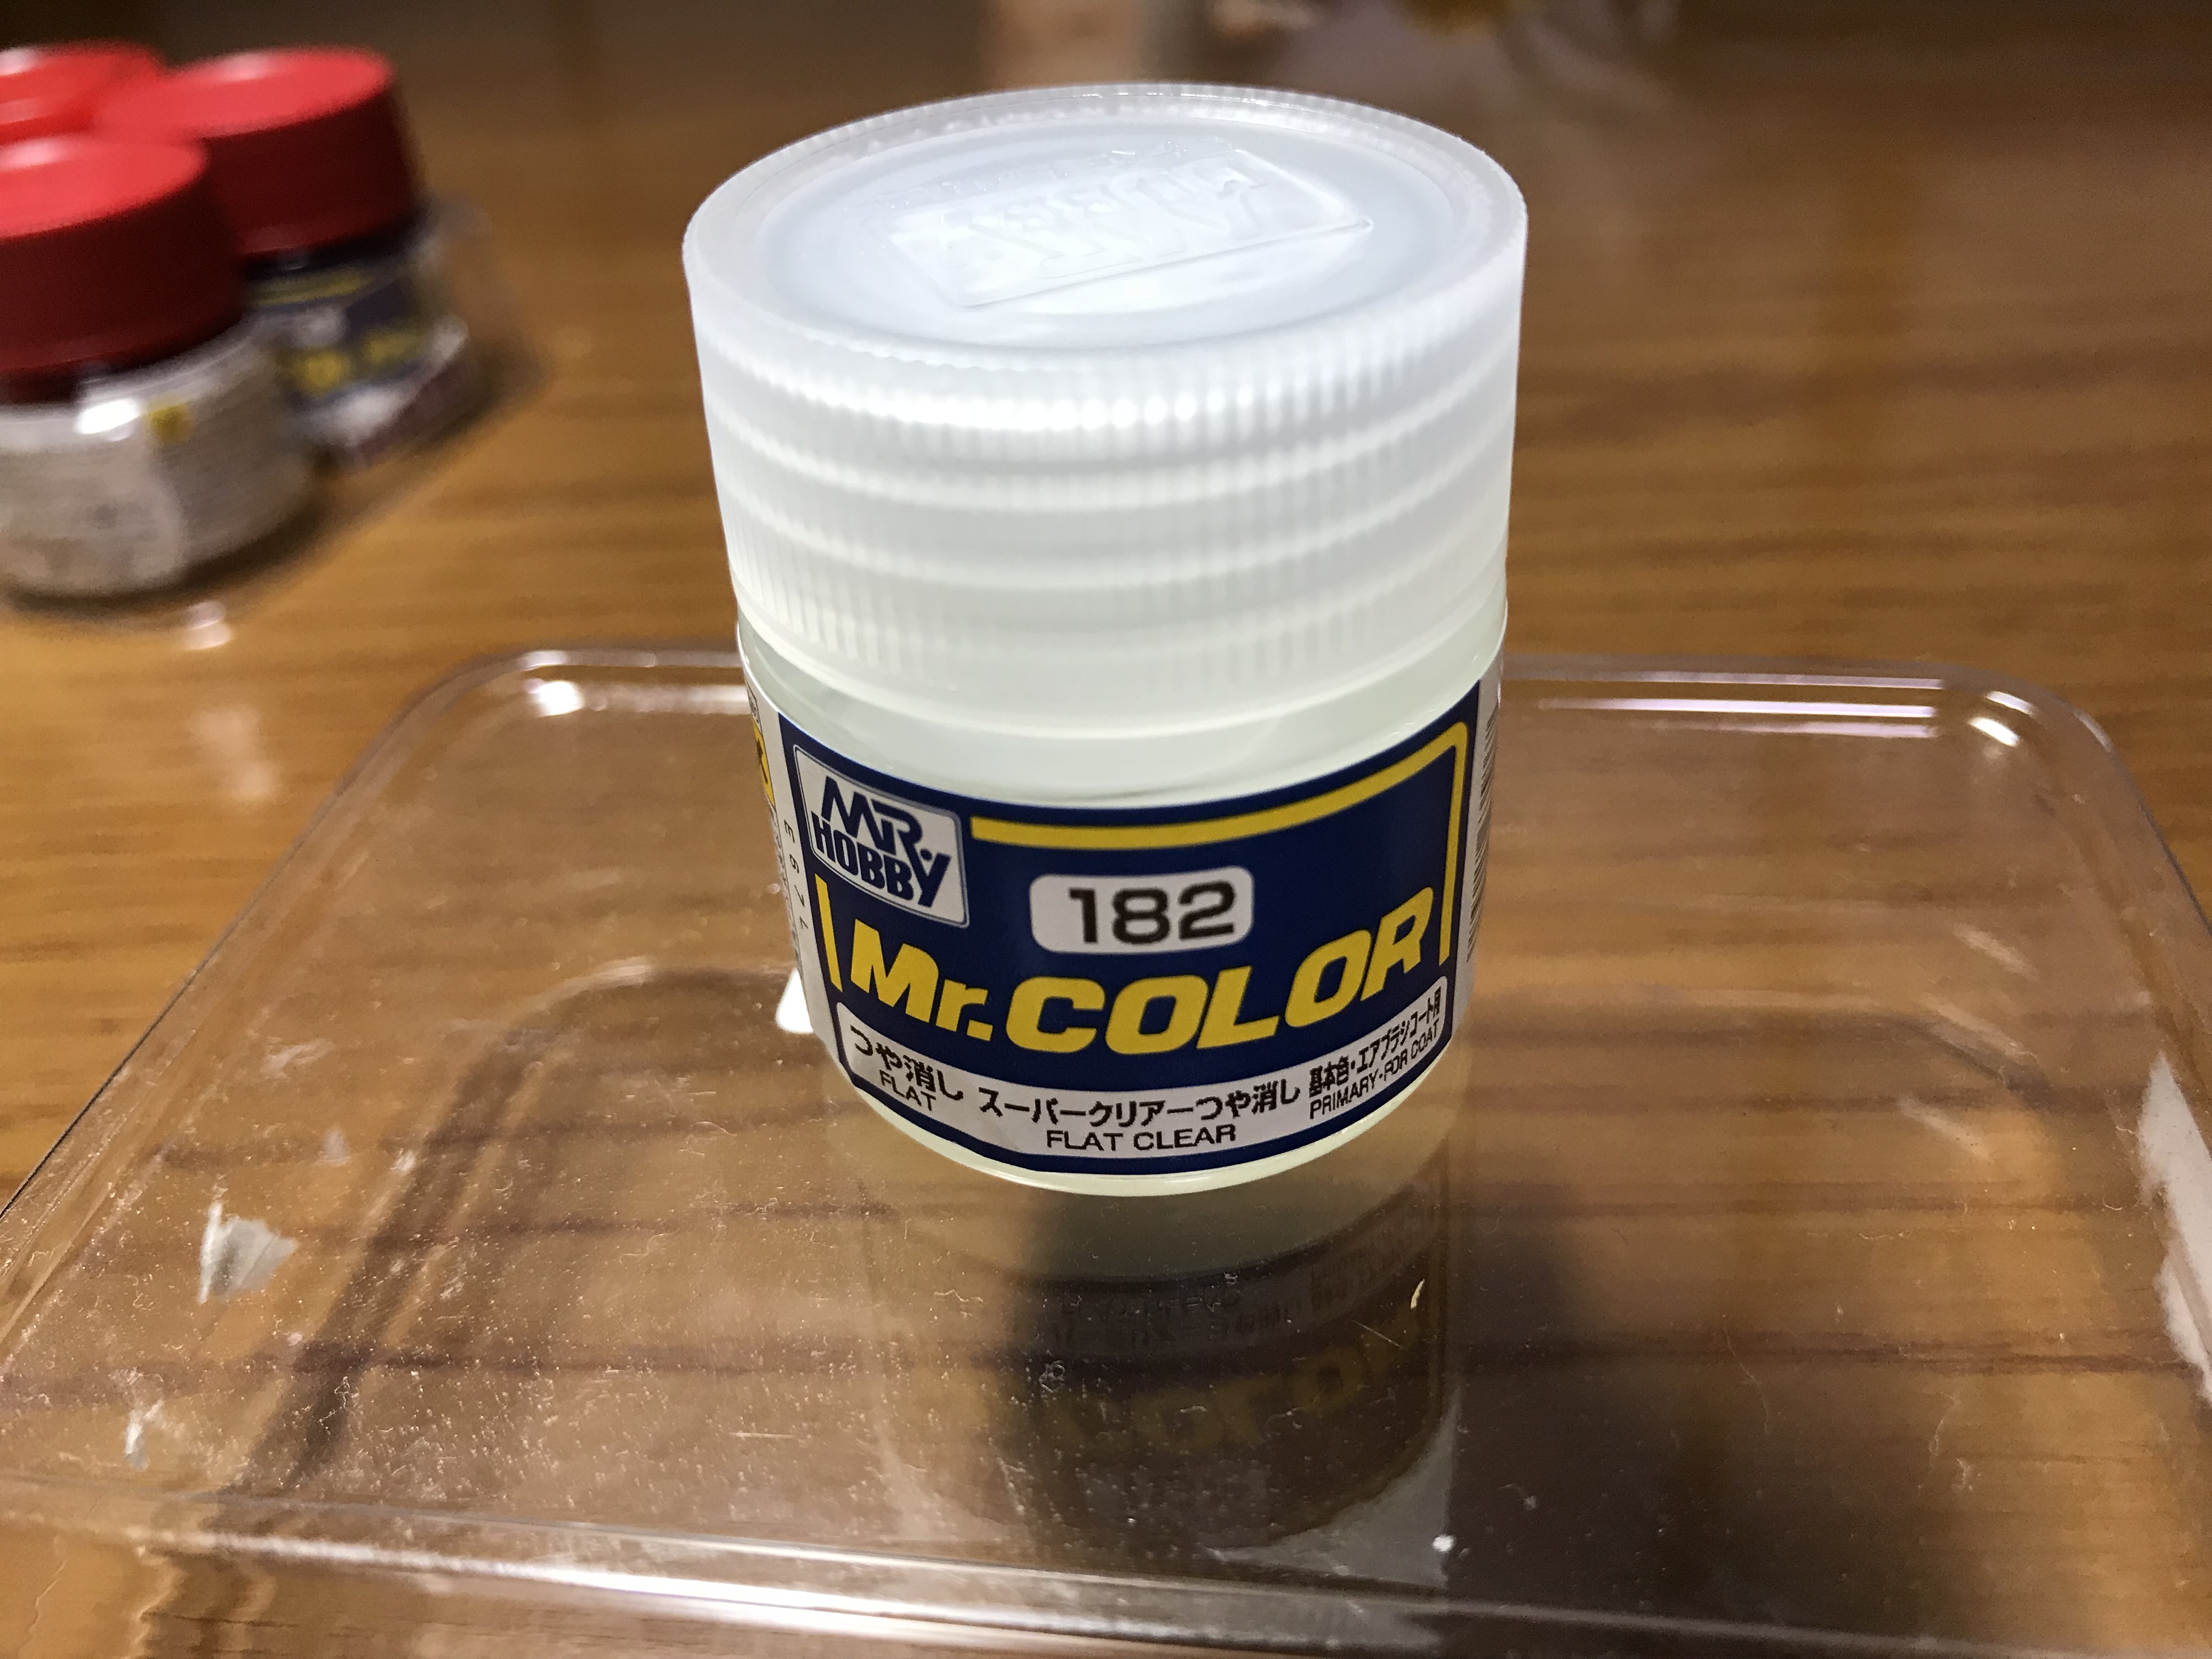 MR.
HOBBY
182
Mr.COLOR
つや消し
FLAT
スーパークリアーつや消し
FLAT CLEAR
基本色・エアブラシコート用
PRIMARY・FOR COAT